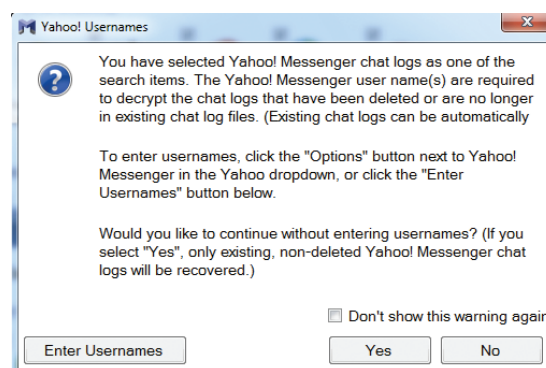 Yahoo! Usernames
You have selected Yahoo! Messenger chat logs as one of the
search items. The Yahoo! Messenger user name(s) are required
to decrypt the chat logs that have been deleted or are no longer
in existing chat log files. (Existing chat logs can be automatically
To enter usernames, click the "Options" button next to Yahoo!
Messenger in the Yahoo dropdown, or click the "Enter
Usernames" button below.
Would you like to continue without entering usernames? (If you
select "Yes", only existing, non-deleted Yahoo! Messenger chat
logs will be recovered.)
Don't show this warning again
Enter Usernames
Yes
No